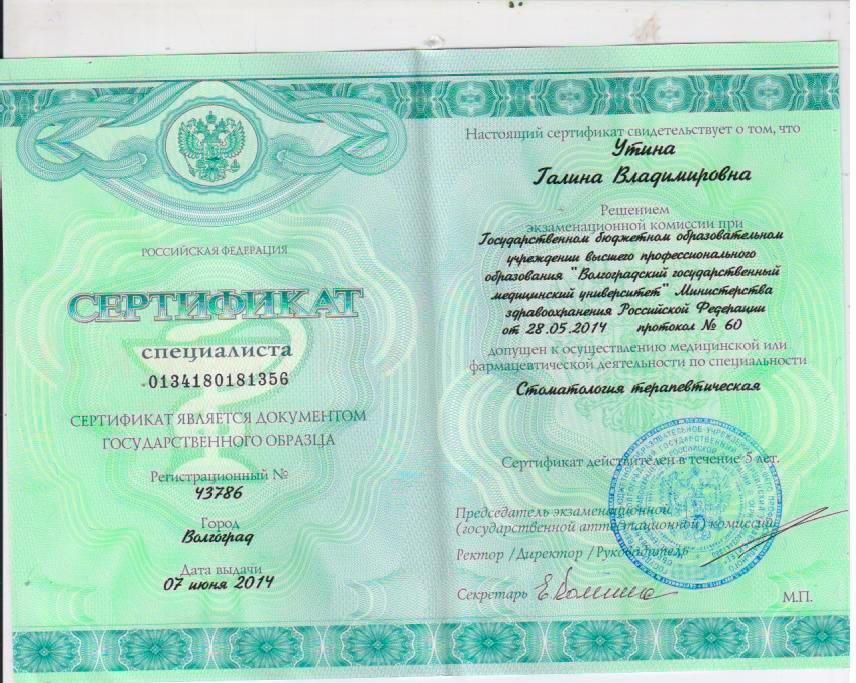 РОССИЙСКАЯ ФЕДЕРАЦИЯ
СЕРТИФИКАТ
специалиста
0134180181356
СЕРТИФИКАТ ЯВЛЯЕТСЯ ДОКУМЕНТОМ
ГОСУДАРСТВЕННОГО ОБРАЗЦА
Регистрационный №
43786
Город
Волгоград
Дата выдачи
07 июня 2014
Настоящий сертификат свидетельствует о том, что
Утина
Галина Владимировна
Решением
экзаменационной комиссии при
Государственном бюджетном образовательном
учреждении высшего профессионального
образования "Волгоградский государственный
медицинский университет" Министерства
здравоохранения Российской Федерации
от 28.05.2014 протокол № 60
допущен к осуществлению медицинской или
фармацевтической деятельности по специальности
Стоматология терапевтическая
Сертификат действителен в течение 5 лет.
Председатель экзаменационной
(государственной аттестационной) комиссии
Ректор / Директор / Руководитель
Секретарь
М.П.